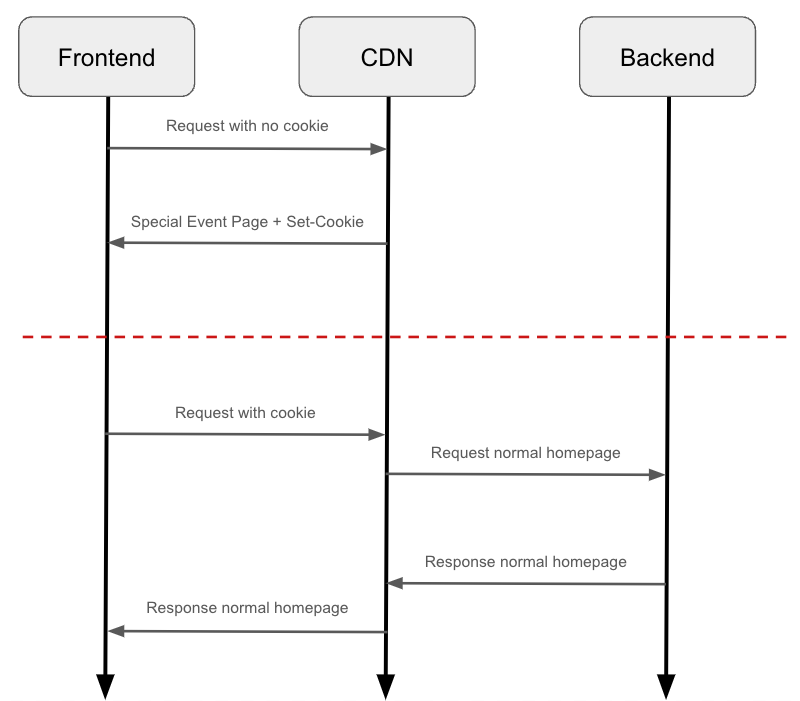 Frontend
CDN
Backend
Request with no cookie
Special Event Page + Set-Cookie
Request with cookie
Request normal homepage
Response normal homepage
Response normal homepage